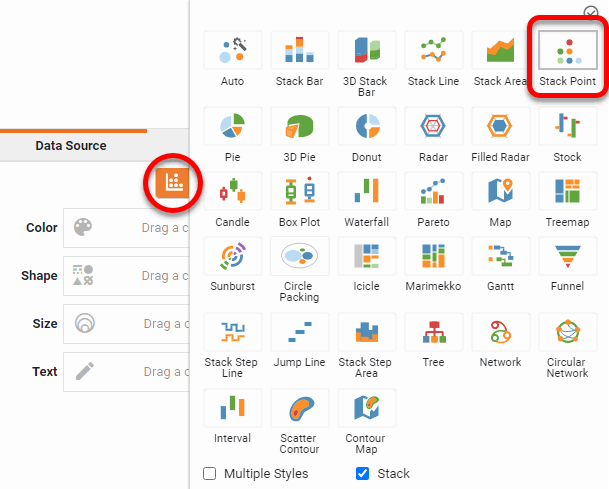 Auto
Stack Bar
3D Stack
Bar
Stack Line
Stack Area
Stack Point
Data Source
Pie
3D Pie
Donut
Radar
Filled Radar
Stock
Candle
Box Plot
Waterfall
Pareto
Map
Treemap
Color
Drag a c
Shape
Drag a c
Size
Drag a c
Text
Drag a c
Sunburst
Circle
Packing
Icicle
Marimekko
Gantt
Funnel
Stack Step
Line
Jump Line
Stack Step
Area
Tree
Network
Circular
Network
Interval
Scatter
Contour
Contour
Map
Multiple Styles
Stack